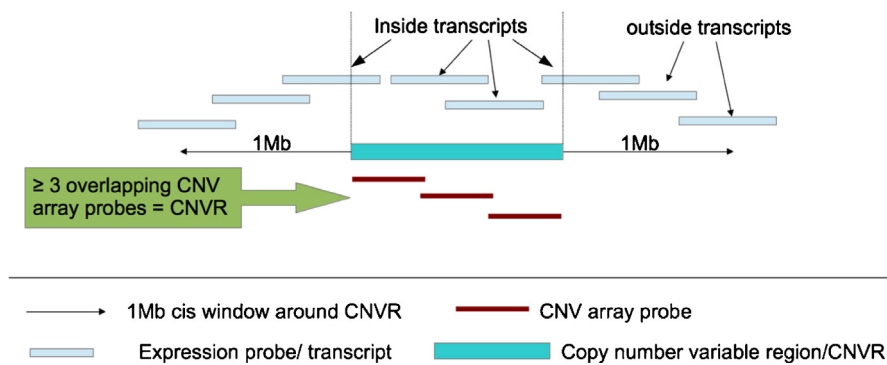 Inside transcripts
outside transcripts
1Mb
1Mb
≥ 3 overlapping CNV
array probes = CNVR
1Mb cis window around CNVR
CNV array probe
Expression probe/ transcript
Copy number variable region/CNVR